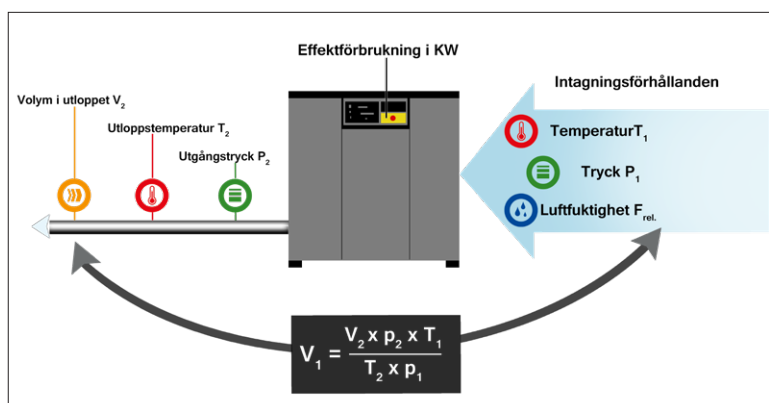 Effektförbrukning i KW
Volym i utloppet V₂
Utloppstemperatur T₂
Utgångstryck P₂
Intagningsförhållanden
TemperaturT₁
Tryck P₁
Luftfuktighet F rel.
V₁ = V₂ x p₂ x T₁
T₂ x p₁